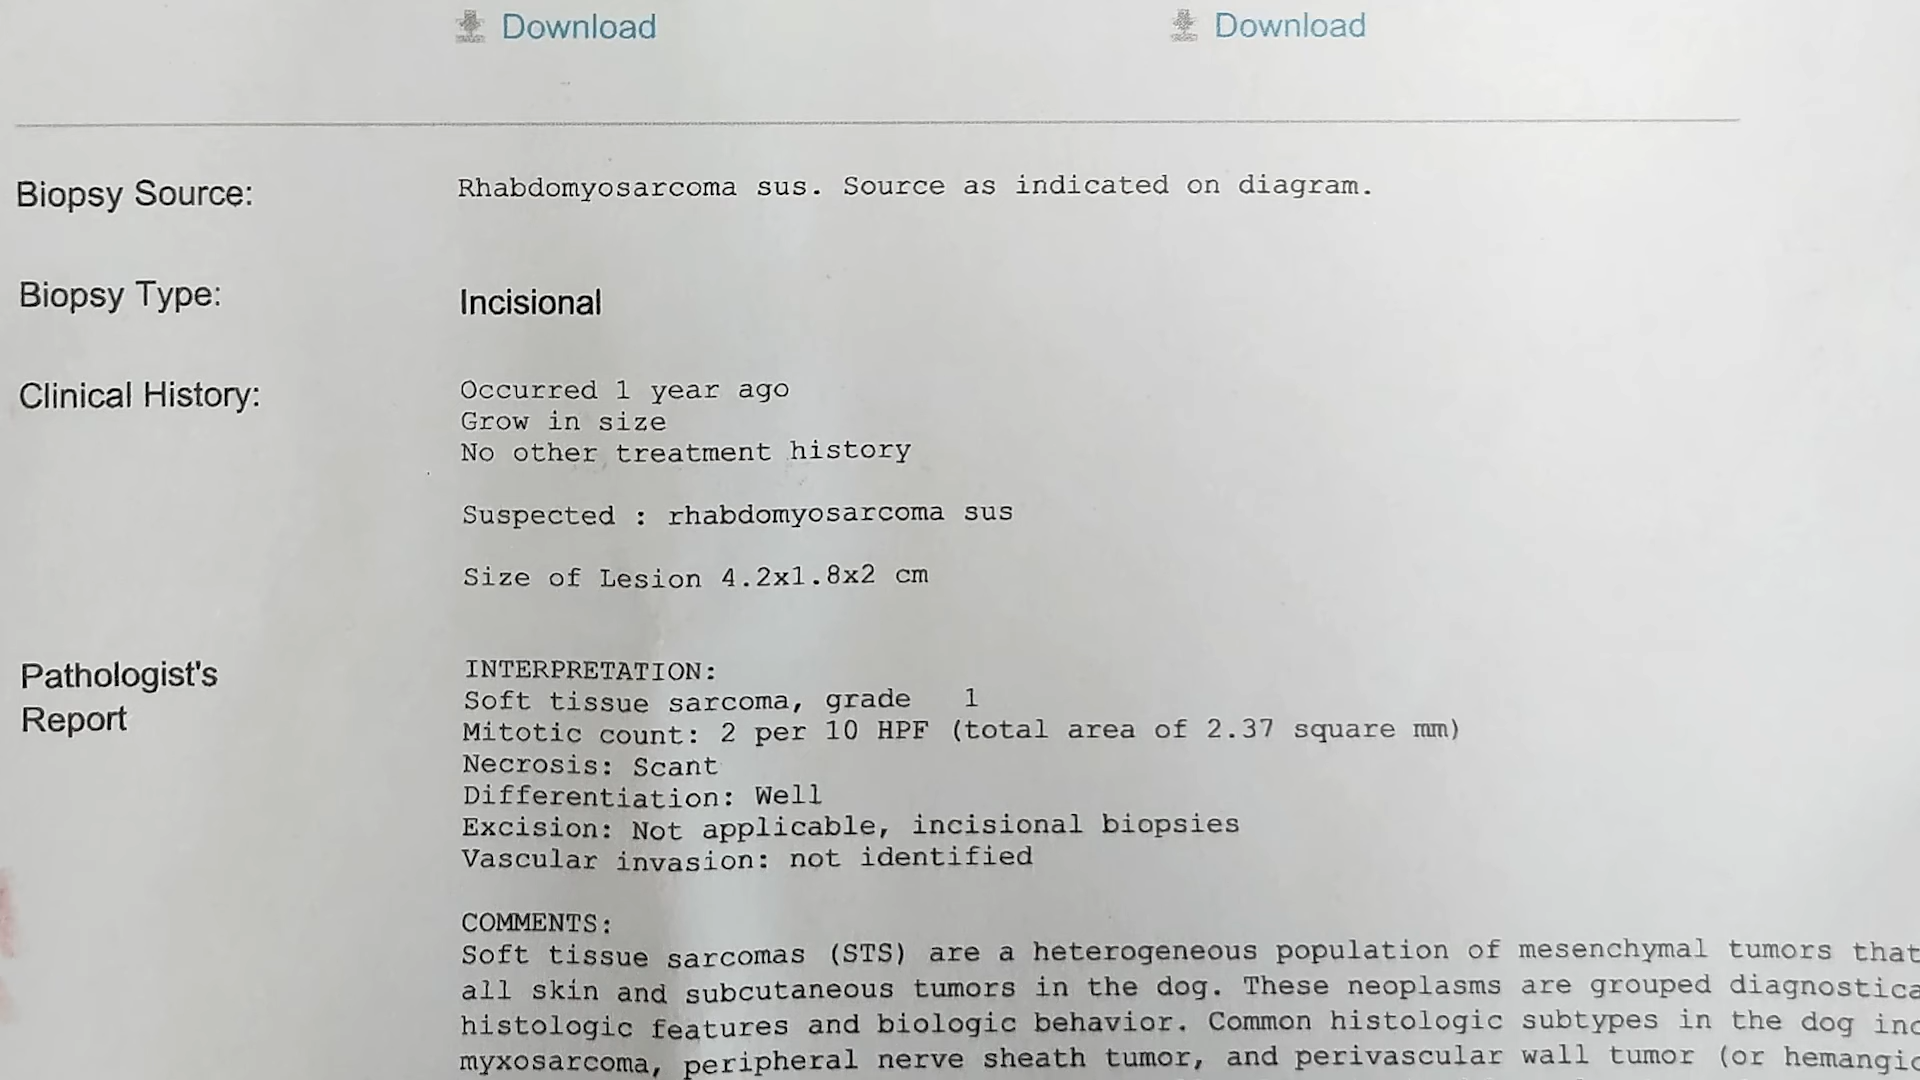 Download Download
Biopsy Source: Rhabdomyosarcoma sus. Source as indicated on diagram.
Biopsy Type: Incisional
Clinical History: Occurred 1 year ago
Grow in size
No other treatment history
Suspected : rhabdomyosarcoma sus
Size of Lesion 4.2x1.8x2 cm
Pathologist's
Report
INTERPRETATION:
Soft tissue sarcoma, grade 1
Mitotic count: 2 per 10 HPF (total area of 2.37 square mm)
Necrosis: Scant
Differentiation: Well
Excision: Not applicable, incisional biopsies
Vascular invasion: not identified
COMMENTS:
Soft tissue sarcomas (STS) are a heterogeneous population of mesenchymal tumors that
all skin and subcutaneous tumors in the dog. These neoplasms are grouped diagnostica
histologic features and biologic behavior. Common histologic subtypes in the dog inc
myxosarcoma, peripheral nerve sheath tumor, and perivascular wall tumor (or hemangic